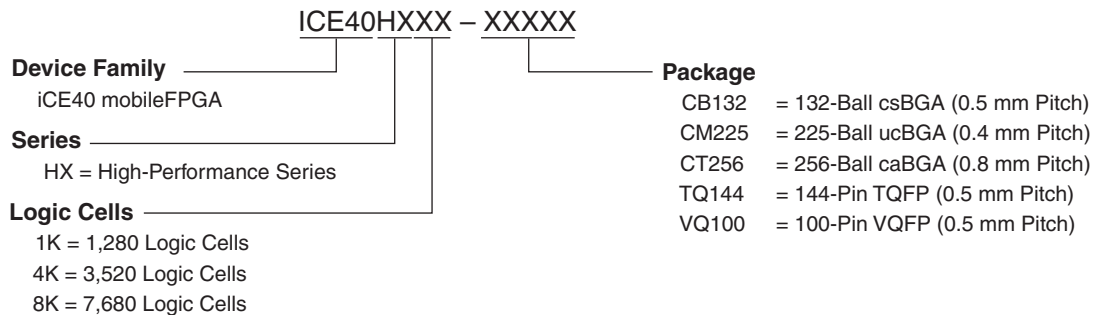 ICE40HXXX – XXXXX
Device Family
iCE40 mobileFPGA
Series
HX = High-Performance Series
Logic Cells
1K = 1,280 Logic Cells
4K = 3,520 Logic Cells
8K = 7,680 Logic Cells
Package
CB132 = 132-Ball csBGA (0.5 mm Pitch)
CM225 = 225-Ball ucBGA (0.4 mm Pitch)
CT256 = 256-Ball caBGA (0.8 mm Pitch)
TQ144 = 144-Pin TQFP (0.5 mm Pitch)
VQ100 = 100-Pin VQFP (0.5 mm Pitch)